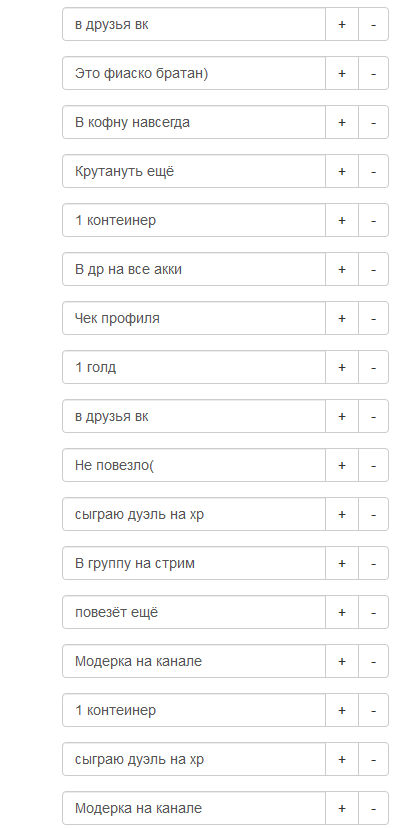 в друзья вк + -
Это фиаско братан) + -
В кофну навсегда + -
Крутануть ещё + -
1 контеинер + -
В др на все акки + -
Чек профиля + -
1 голд + -
в друзья вк + -
Не повезло( + -
сыграю дуэль на хр + -
В группу на стрим + -
повезёт ещё + -
Модерка на канале + -
1 контеинер + -
сыграю дуэль на хр + -
Модерка на канале + -